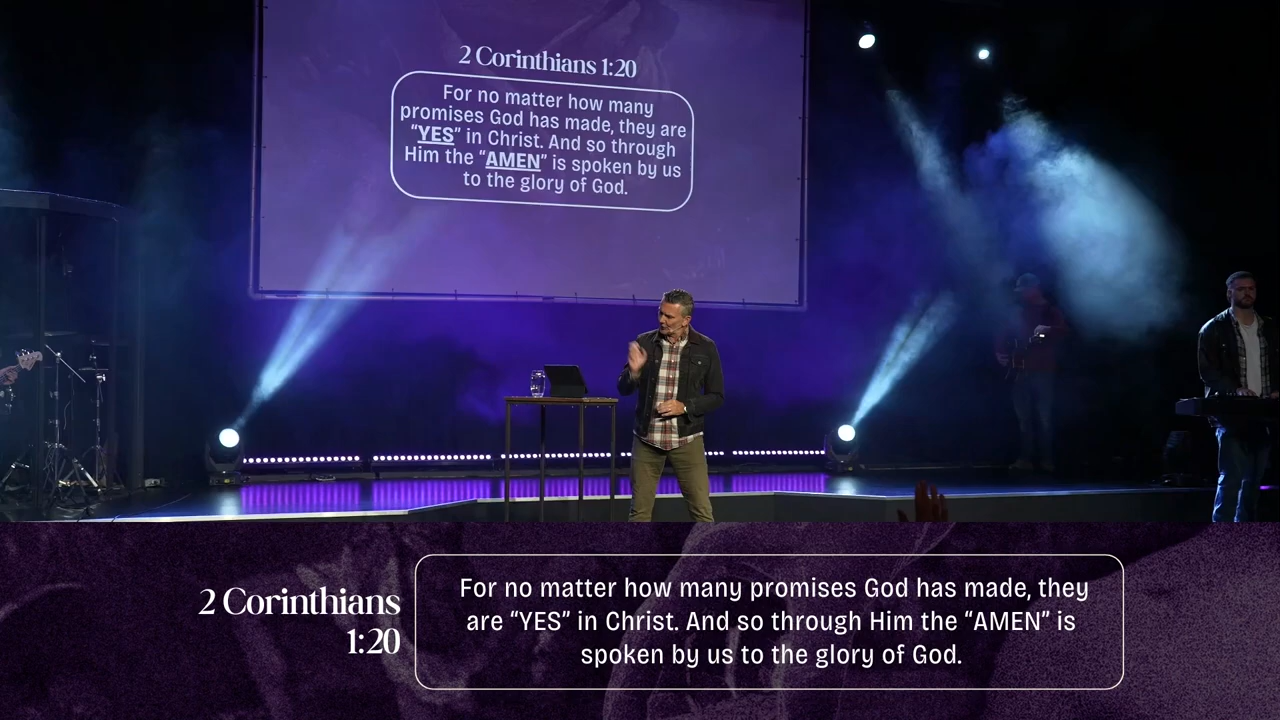 2 Corinthians 1:20
For no matter how many
promises God has made, they are
“YES” in Christ. And so through
Him the “AMEN” is spoken by us
to the glory of God.
2 Corinthians
1:20
For no matter how many promises God has made, they
are “YES” in Christ. And so through Him the “AMEN” is
spoken by us to the glory of God.